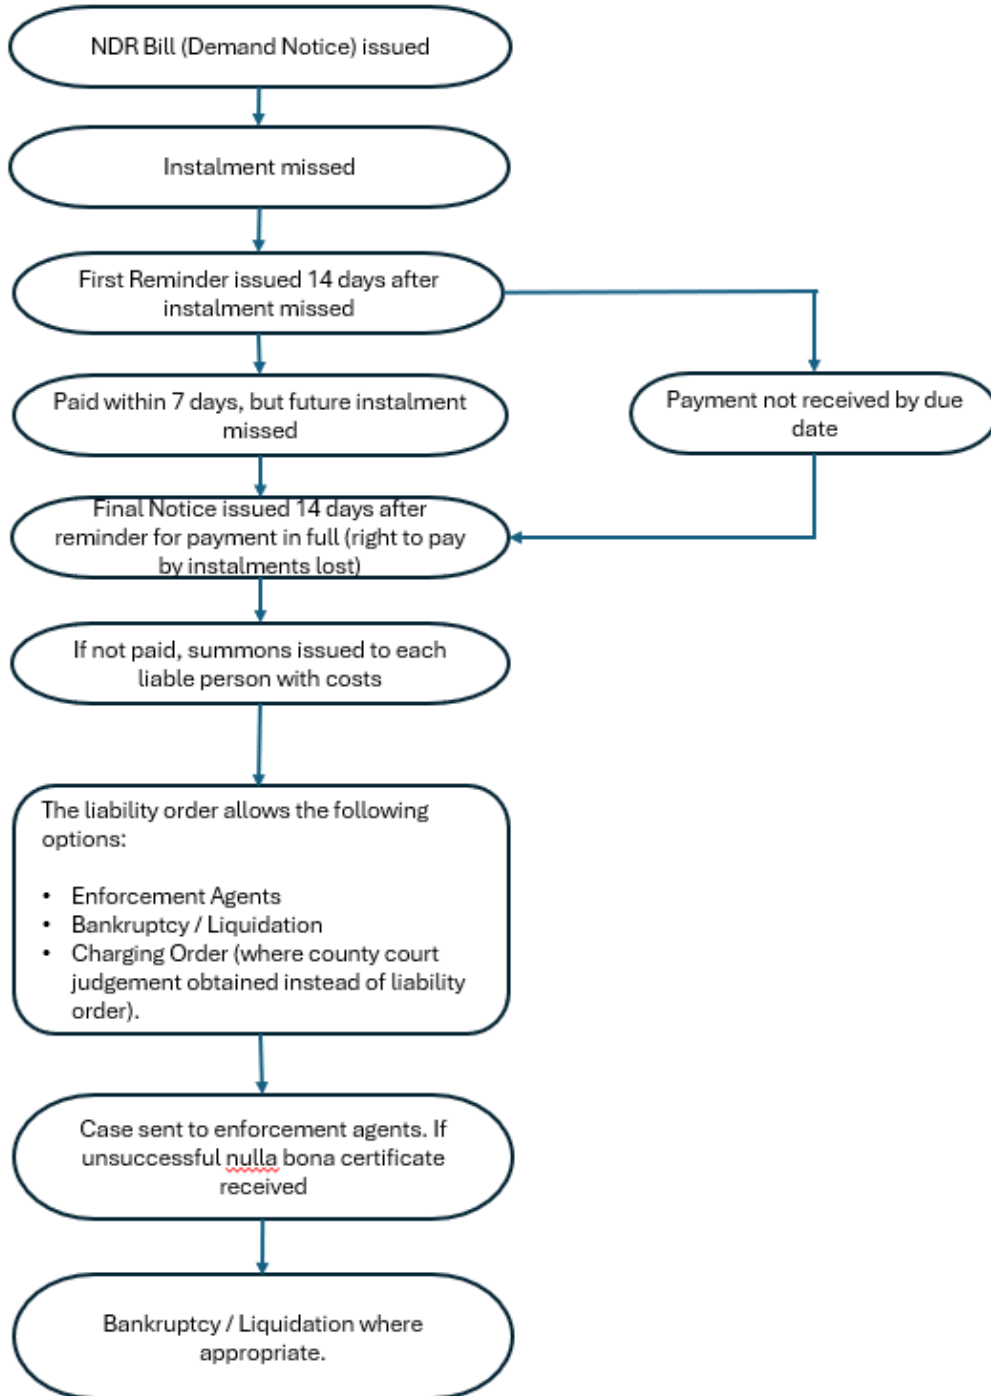 NDR Bill (Demand Notice) issued
Instalment missed
First Reminder issued 14 days after
instalment missed
Paid within 7 days, but future instalment
missed
Payment not received by due
date
Final Notice issued 14 days after
reminder for payment in full (right to pay
by instalments lost)
If not paid, summons issued to each
liable person with costs
The liability order allows the following
options:
• Enforcement Agents
• Bankruptcy / Liquidation
• Charging Order (where county court
judgement obtained instead of liability
order).
Case sent to enforcement agents. If
unsuccessful nulla bona certificate
received
Bankruptcy / Liquidation where
appropriate.